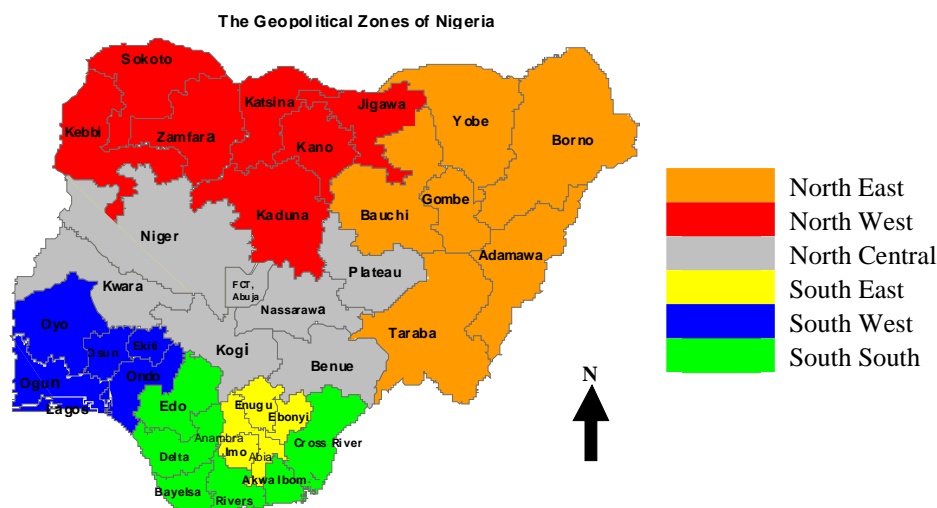 The Geopolitical Zones of Nigeria
Sokoto
Katsina
Jigawa
Yobe
Borno
Kebbi
Zamfara
Kano
Kaduna
Bauchi
Gombe
Niger
Adamawa
Plateau
FCT,
Abuja
Kwara
Nassarawa
Taraba
Oyo
Osun
Ekiti
Kogi
Benue
Ogun
Ondo
Lagos
Edo
Enugu
Ebonyi
Anambra
Cross River
Delta
Imo
Abia
Akwa Ibom
Bayelsa
Rivers
North East
North West
North Central
South East
South West
South South
N